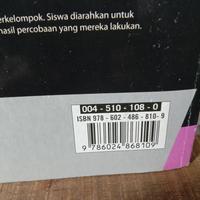 erkelompok. Siswa diarahkan untuk
hasil percobaan yang mereka lakukan.
004 - 510 - 108 - 0
ISBN 978 - 602 - 486 - 810- 9
9 786024 868109